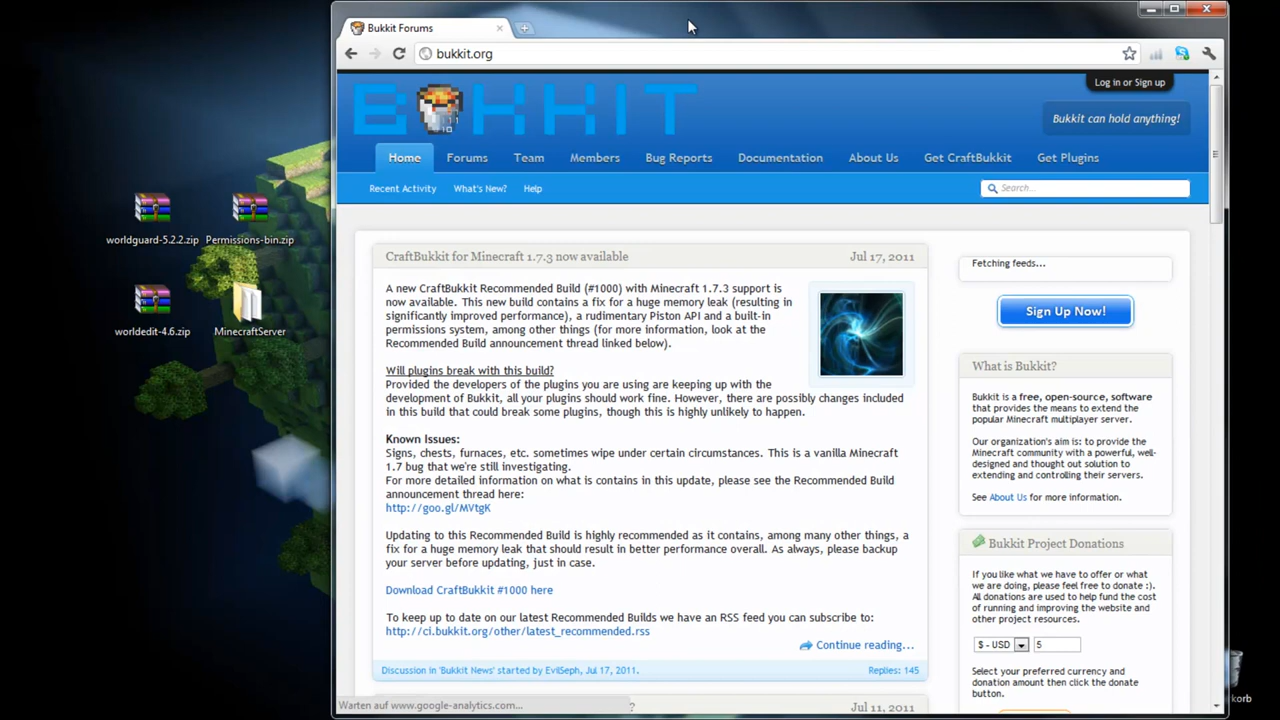 Bukkit Forums
bukkit.org
Log in or Sign up
BUKKIT
Bukkit can hold anything!
Home Forums Team Members Bug Reports Documentation About Us Get CraftBukkit Get Plugins
Recent Activity What's New? Help
Search...
worldguard-5.2.2.zip Permissions-bin.zip
worldedit-4.6.zip MinecraftServer
CraftBukkit for Minecraft 1.7.3 now available Jul 17, 2011
A new CraftBukkit Recommended Build (#1000) with Minecraft 1.7.3 support is
now available. This new build contains a fix for a huge memory leak (resulting in
significantly improved performance), a rudimentary Piston API and a built-in
permissions system, among other things (for more information, look at the
Recommended Build announcement thread linked below).
Will plugins break with this build?
Provided the developers of the plugins you are using are keeping up with the
development of Bukkit, all your plugins should work fine. However, there are possibly changes included
in this build that could break some plugins, though this is highly unlikely to happen.
Known Issues:
Signs, chests, furnaces, etc. sometimes wipe under certain circumstances. This is a vanilla Minecraft
1.7 bug that we're still investigating.
For more detailed information on what is contained in this update, please see the Recommended Build
announcement thread here:
http://goo.gl/MVtgK
Updating to this Recommended Build is highly recommended as it contains, among many other things, a
fix for a huge memory leak that should result in better performance overall. As always, please backup
your server before updating, just in case.
Download CraftBukkit #1000 here
To keep up to date on our latest Recommended Builds we have an RSS feed you can subscribe to:
http://ci.bukkit.org/other/latest_recommended.rss
Continue reading...
Discussion in 'Bukkit News' started by EvilSeph, Jul 17, 2011. Replies: 145
Warten auf www.google-analytics.com... ? Jul 11, 2011
Fetching feeds...
Sign Up Now!
What is Bukkit?
Bukkit is a free, open-source, software
that provides the means to extend the
popular Minecraft multiplayer server.
Our organization's aim is: to provide the
Minecraft community with a powerful, well-
designed and thought out solution to
extending and controlling their servers.
See About Us for more information.
Bukkit Project Donations
If you like what we have to offer or what
we are doing, please feel free to donate :).
All donations are used to help fund the cost
of running and improving the website and
other project resources.
$ - USD 5
Select your preferred currency and
donation amount then click the donate
button.
korb